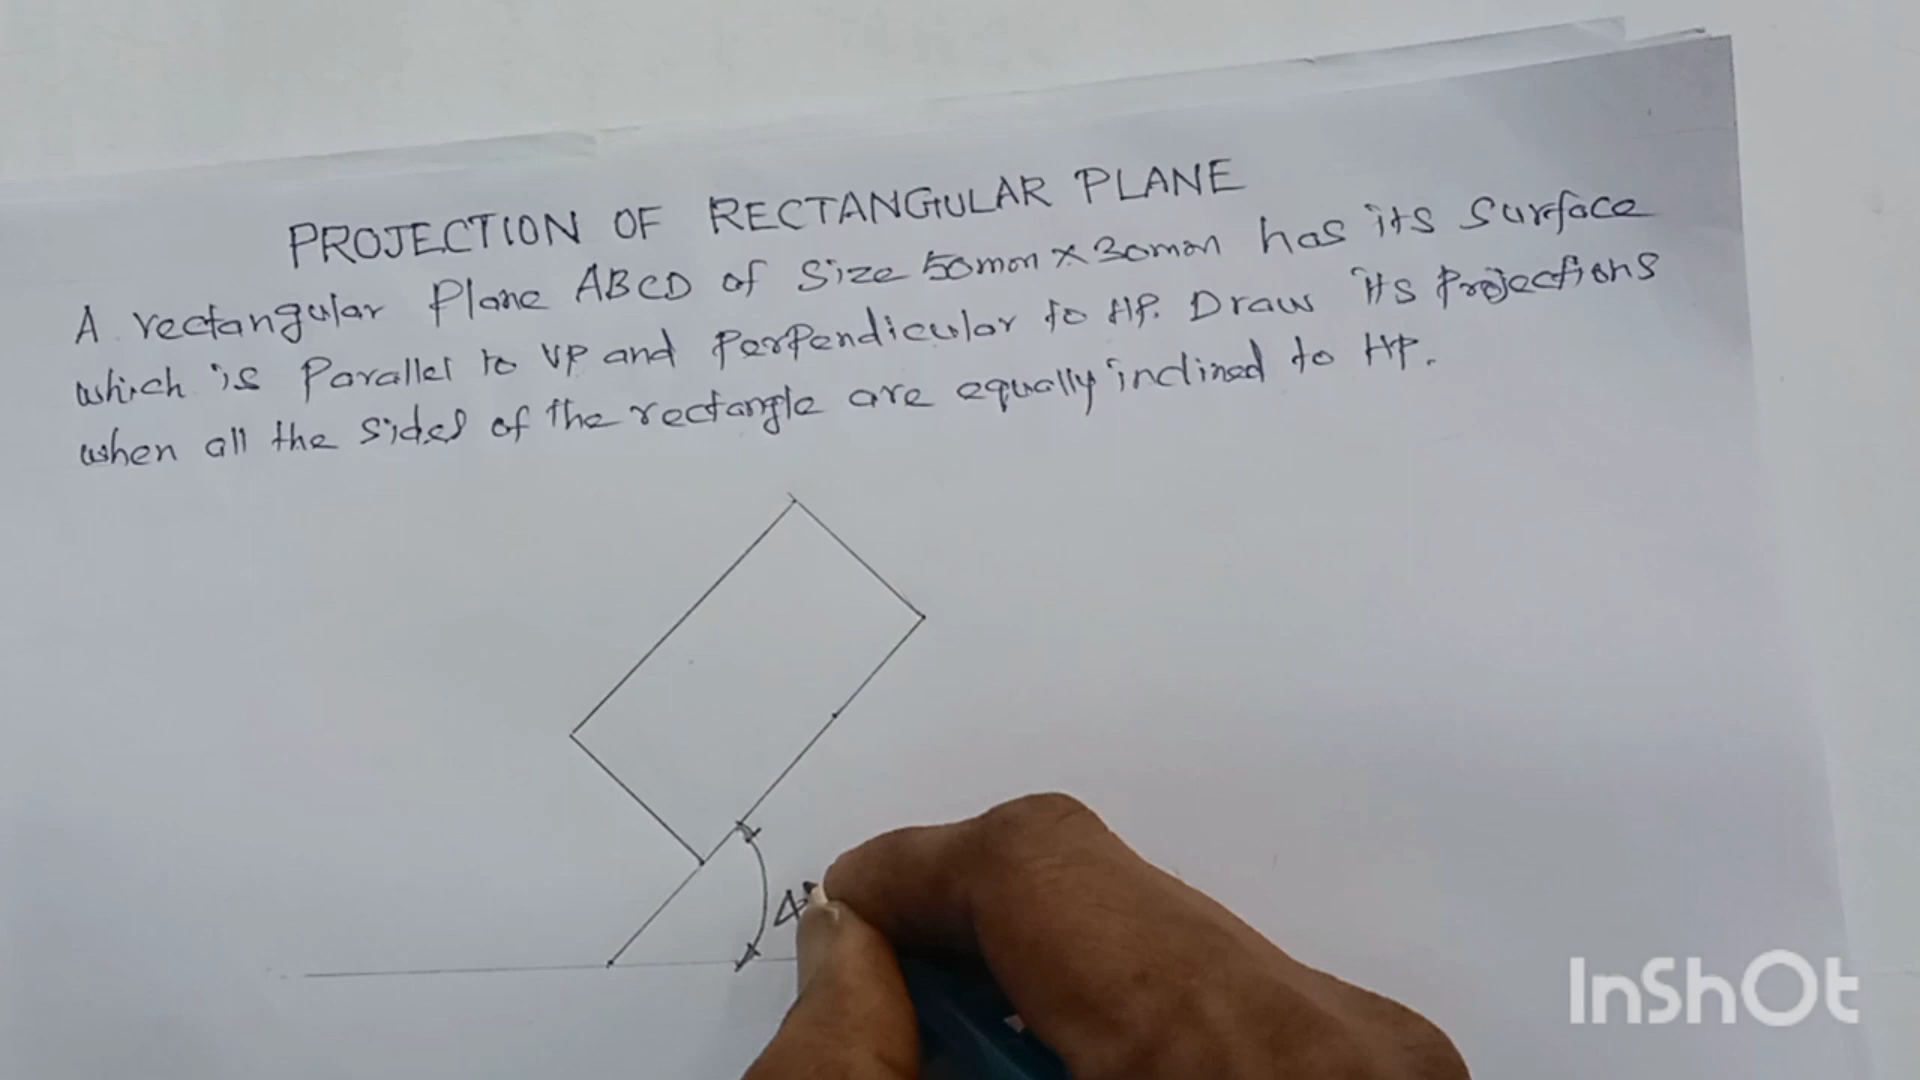 PROJECTION OF RECTANGULAR PLANE
A rectangular Plane ABCD of Size 50mm x 30mm has its Surface
which is Parallel to VP and Perpendicular to HP. Draw its Projections
when all the sides of the rectangle are equally inclined to HP.
4
InShOt